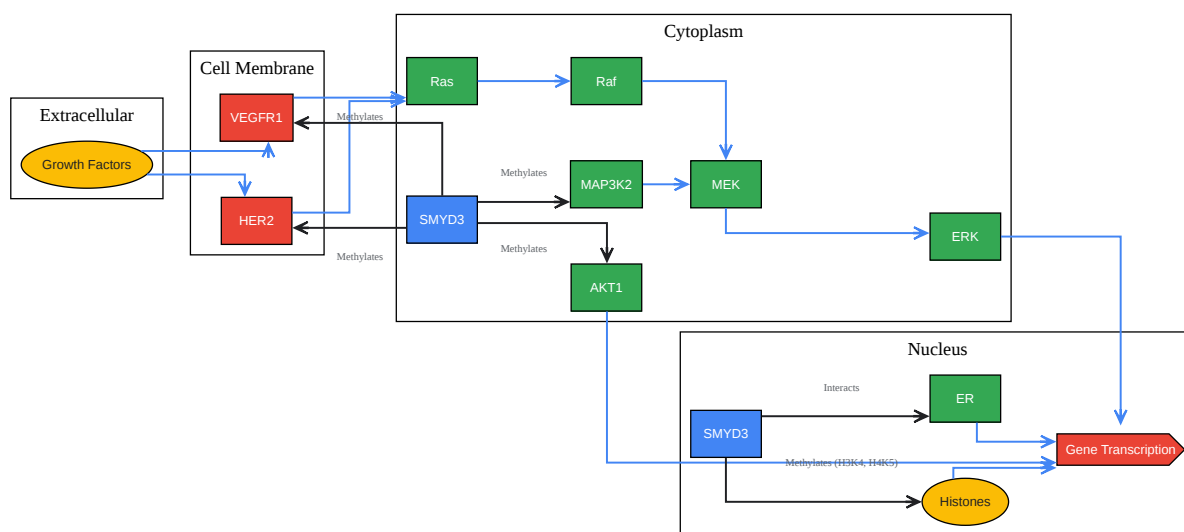 Cytoplasm
Cell Membrane
Ras
Raf
Extracellular
VEGFR1
Methylates
Growth Factors
Methylates
MAP3K2
MEK
HER2
SMYD3
Methylates
Methylates
ERK
AKT1
Nucleus
Interacts
ER
SMYD3
Gene Transcription
Methylates (H3K4, H4K5)
Histones